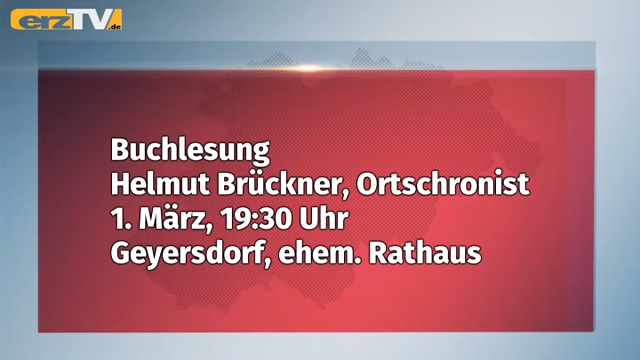 erzTV.de
Buchlesung
Helmut Brückner, Ortschronist
1. März, 19:30 Uhr
Geyersdorf, ehem. Rathaus